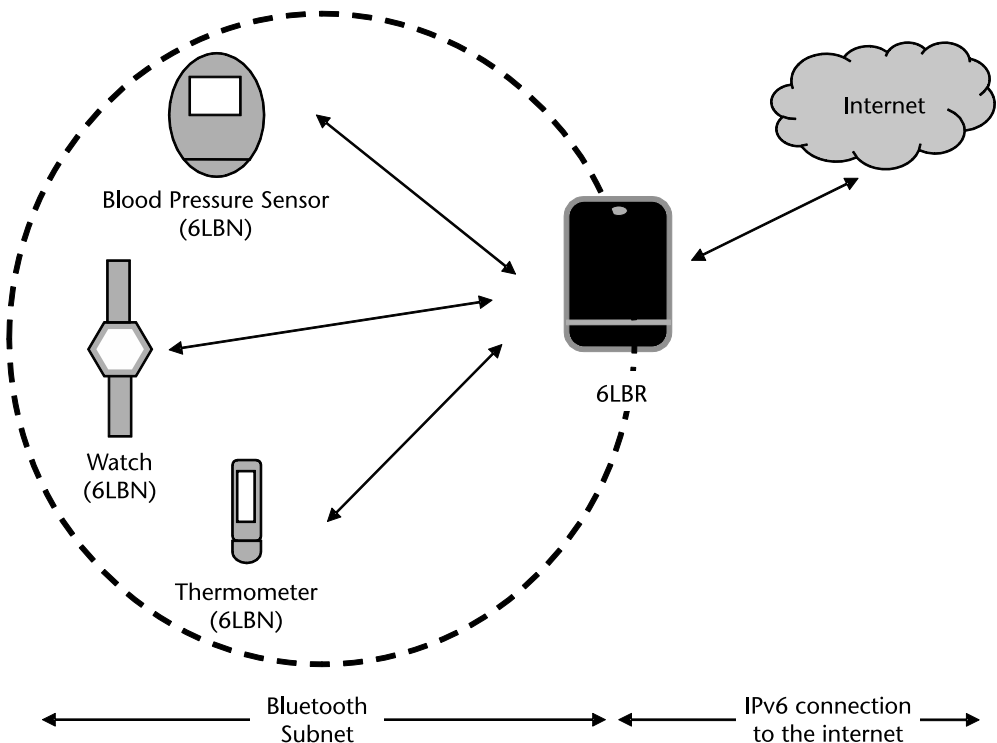 Internet
Blood Pressure Sensor
(6LBN)
6LBR
Watch
(6LBN)
Thermometer
(6LBN)
Bluetooth
Subnet
IPv6 connection
to the internet